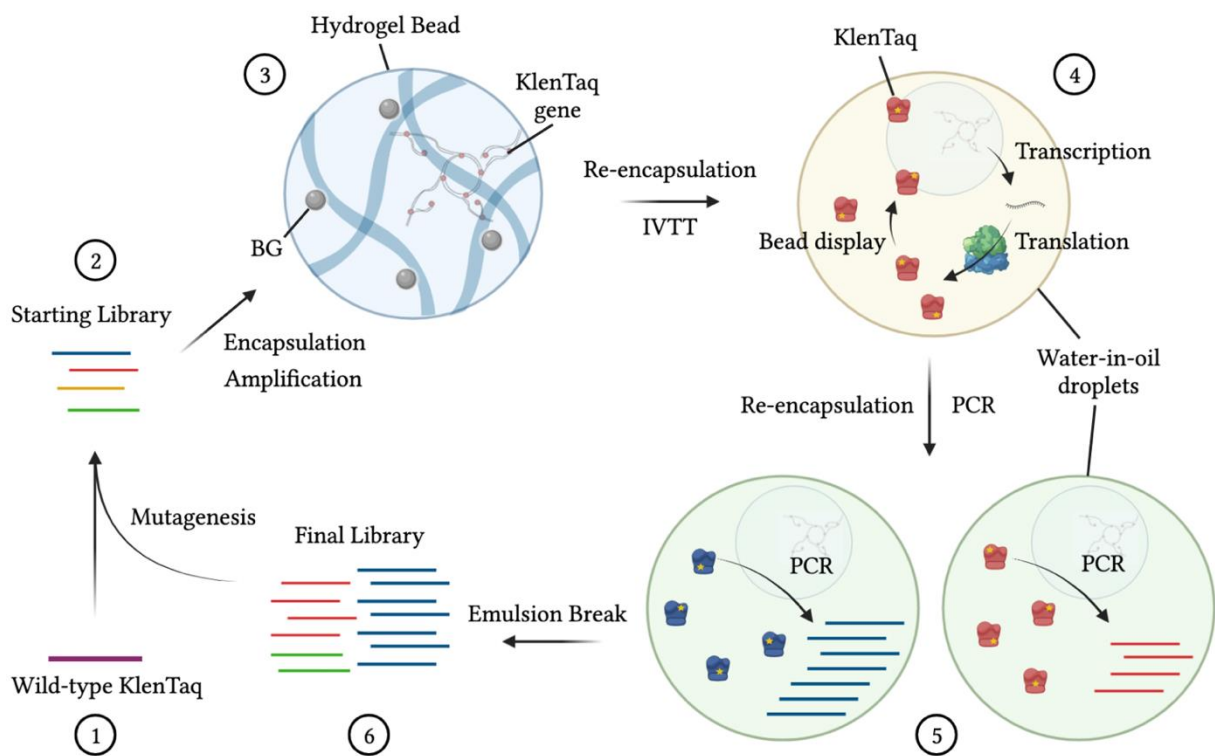 1
Wild-type KlenTaq
Mutagenesis
2
Starting Library
Encapsulation
Amplification
3
Hydrogel Bead
KlenTaq
gene
BG
Re-encapsulation
IVTT
4
KlenTaq
Transcription
Translation
Bead display
Water-in-oil
droplets
Re-encapsulation
PCR
PCR
PCR
5
Emulsion Break
Final Library
6